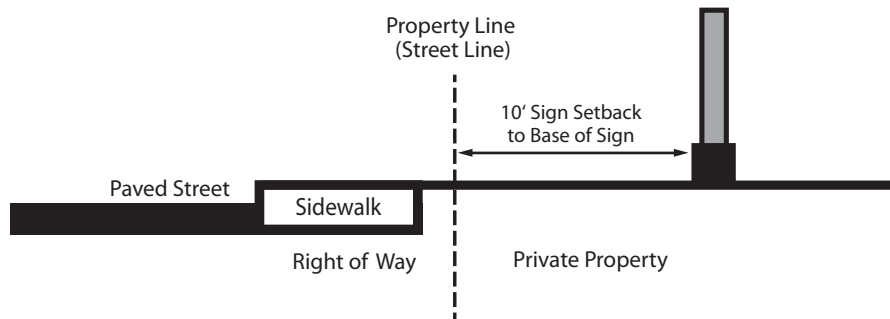 Property Line
(Street Line)
10‘ Sign Setback
to Base of Sign
Paved Street
Sidewalk
Right of Way
Private Property